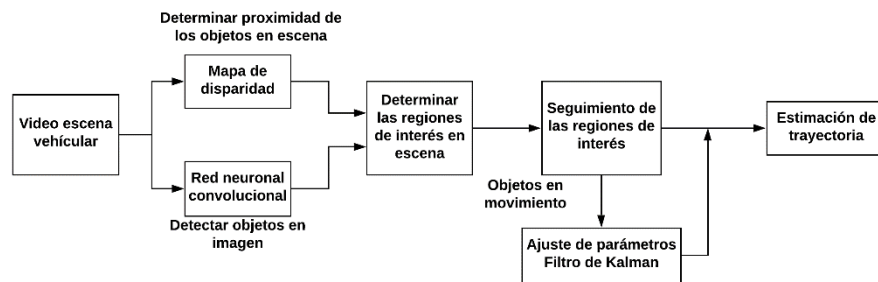 Determinar proximidad de
los objetos en escena
Mapa de
disparidad
Video escena
vehícular
Red neuronal
convolucional
Detectar objetos en
imagen
Determinar
las regiones
de interés en
escena
Seguimiento de
las regiones de
interés
Objetos en
movimiento
Ajuste de parámetros
Filtro de Kalman
Estimación de
trayectoria